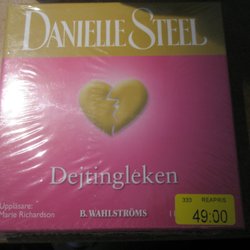 DANIELLE STEEL
Dejtingleken
Uppläsare:
Marie Richardson
B. WAHLSTRÖMS
333 REAPRIS
49:00